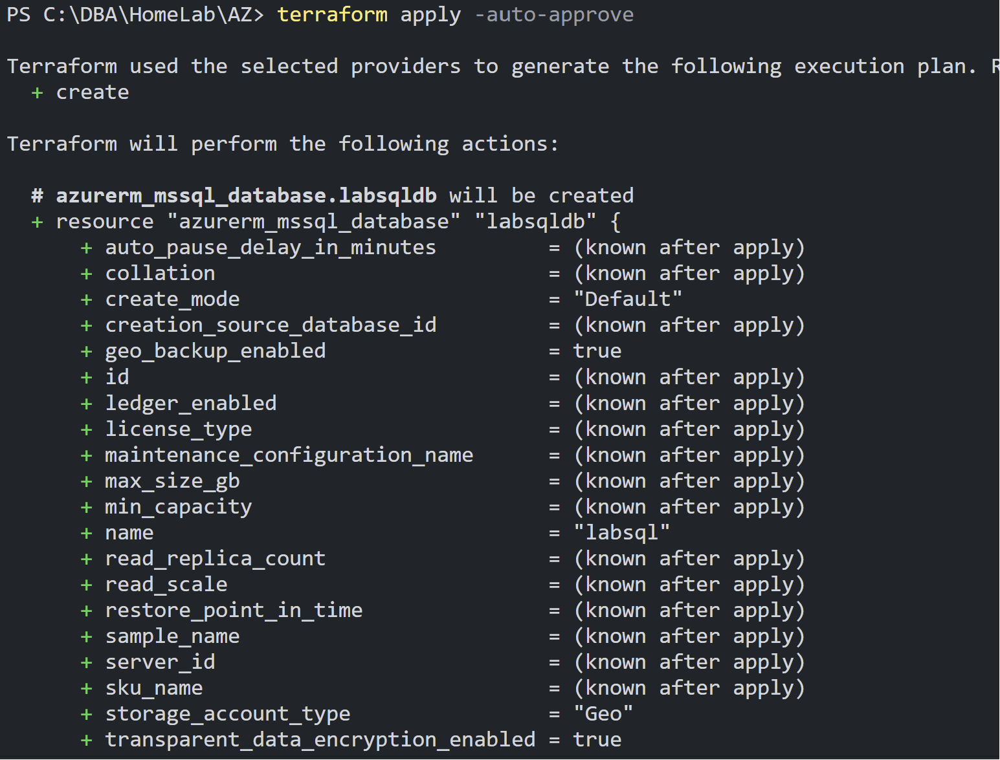 PS C:\DBA\HomeLab\AZ> terraform apply -auto-approve
Terraform used the selected providers to generate the following execution plan.
+ create
Terraform will perform the following actions:
# azurerm_mssql_database.labsqldb will be created
+ resource "azurerm_mssql_database" "labsqldb" {
+ auto_pause_delay_in_minutes = (known after apply)
+ collation = (known after apply)
+ create_mode = "Default"
+ creation_source_database_id = (known after apply)
+ geo_backup_enabled = true
+ id = (known after apply)
+ ledger_enabled = (known after apply)
+ license_type = (known after apply)
+ maintenance_configuration_name = (known after apply)
+ max_size_gb = (known after apply)
+ min_capacity = (known after apply)
+ name = "labsql"
+ read_replica_count = (known after apply)
+ read_scale = (known after apply)
+ restore_point_in_time = (known after apply)
+ sample_name = (known after apply)
+ server_id = (known after apply)
+ sku_name = (known after apply)
+ storage_account_type = "Geo"
+ transparent_data_encryption_enabled = true